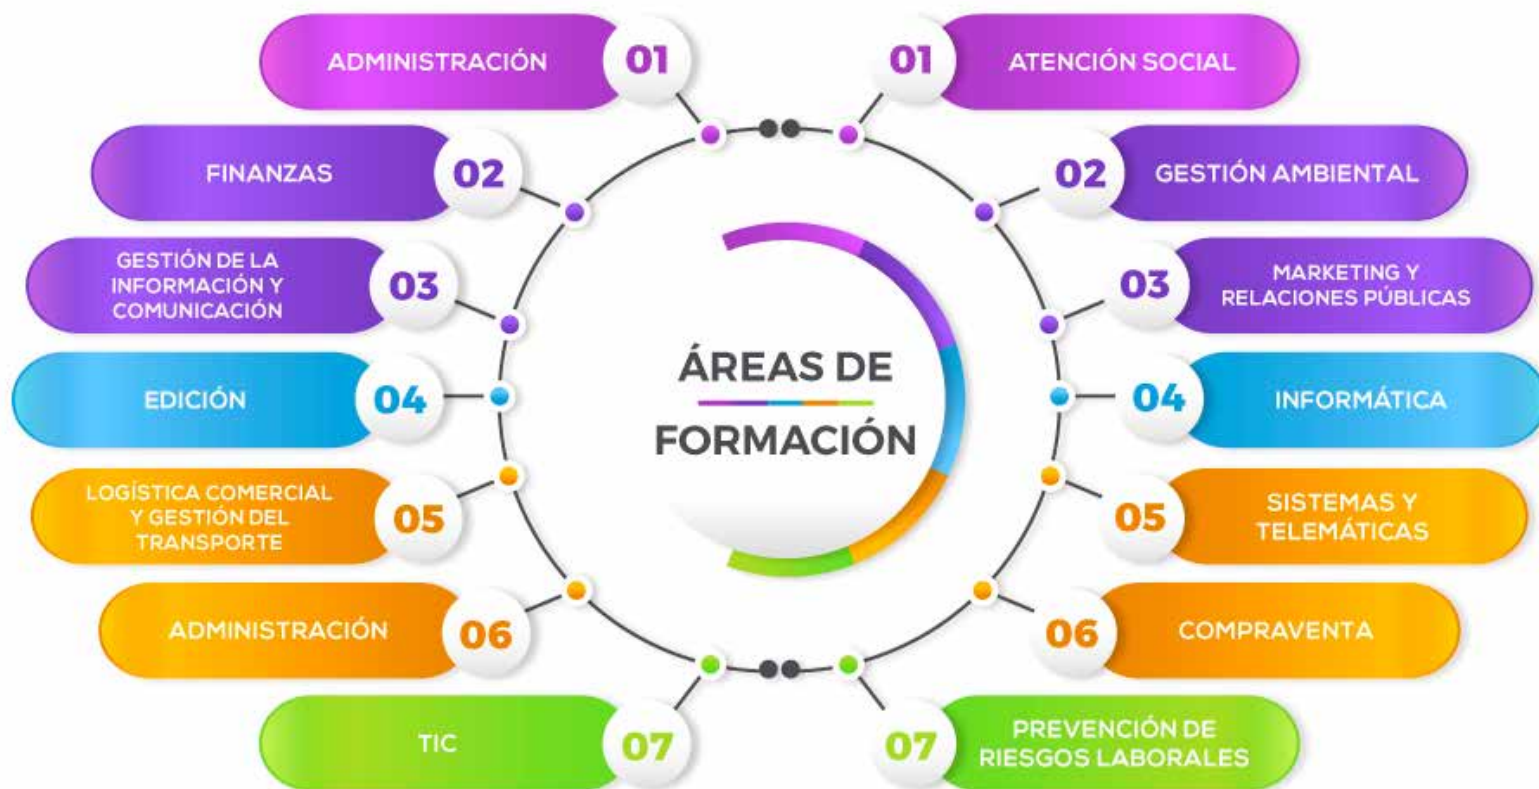 ADMINISTRACIÓN
01
FINANZAS
02
GESTIÓN DE LA
INFORMACIÓN Y
COMUNICACIÓN
03
EDICIÓN
04
LOGÍSTICA COMERCIAL
Y GESTIÓN DEL
TRANSPORTE
05
ADMINISTRACIÓN
06
TIC
07
ÁREAS DE
FORMACIÓN
01
ATENCIÓN SOCIAL
02
GESTIÓN AMBIENTAL
03
MARKETING Y
RELACIONES PÚBLICAS
04
INFORMÁTICA
05
SISTEMAS Y
TELEMÁTICAS
06
COMPRAVENTA
07
PREVENCIÓN DE
RIESGOS LABORALES